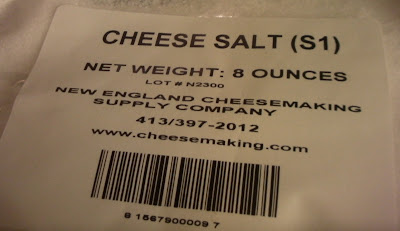 CHEESE SALT (S1)
NET WEIGHT: 8 OUNCES
LOT # N2300
NEW ENGLAND CHEESEMAKING
SUPPLY COMPANY
413/397-2012
www.cheesemaking.com
8 1567900009 7